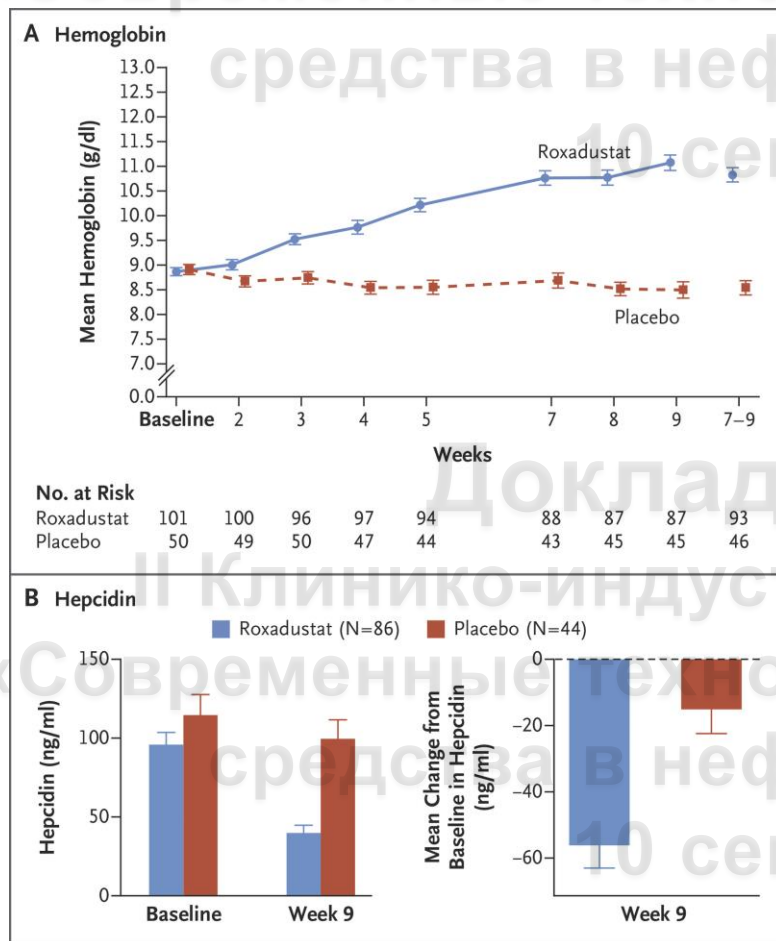 Современные техно
A Hemoglobin
средства в неф
10 сен
Mean Hemoglobin (g/dl)
13.0
12.5
12.0
11.5
11.0
10.5
10.0
9.5
9.0
8.5
8.0
7.5
7.0
0.0
Roxadustat
Placebo
Baseline 2 3 4 5 7 8 9 7–9
Weeks
Доклад
No. at Risk
Roxadustat 101 100 96 97 94 88 87 87 93
Placebo 50 49 50 47 44 43 45 45 46
II Клинико-индуст
B Hepcidin
Roxadustat (N=86) Placebo (N=44)
«Современные техно
средства в неф
10 сен
Hepcidin (ng/ml)
150
100
50
0
Baseline Week 9
Mean Change from
Baseline in Hepcidin
(ng/ml)
0
−20
−40
−60
Week 9